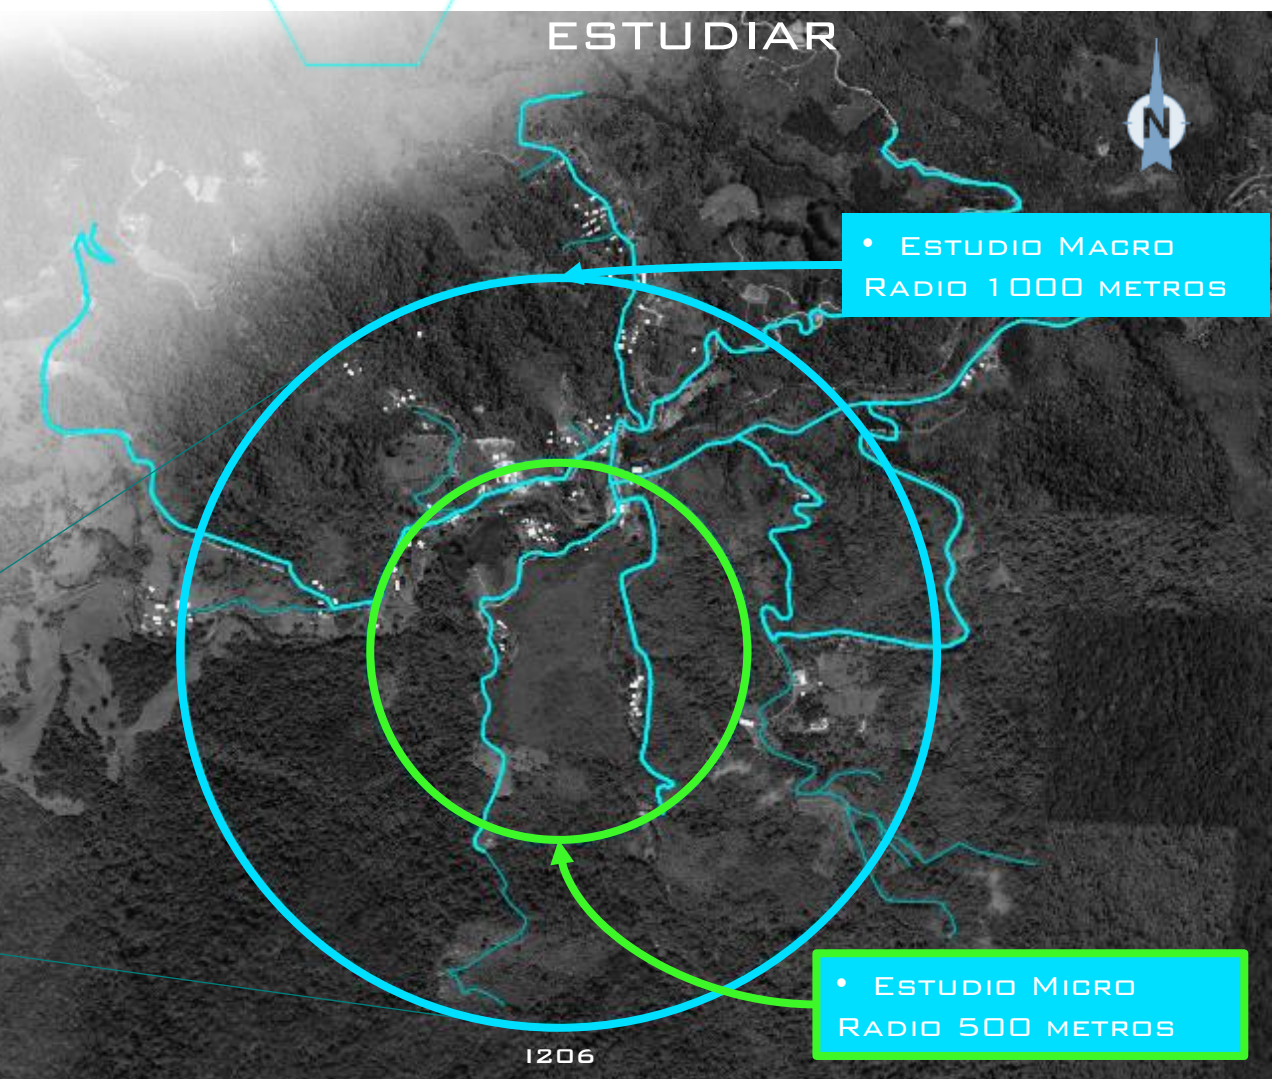 ESTUDIAR
N
• Estudio Macro
Radio 1000 metros
• Estudio Micro
Radio 500 metros
1206